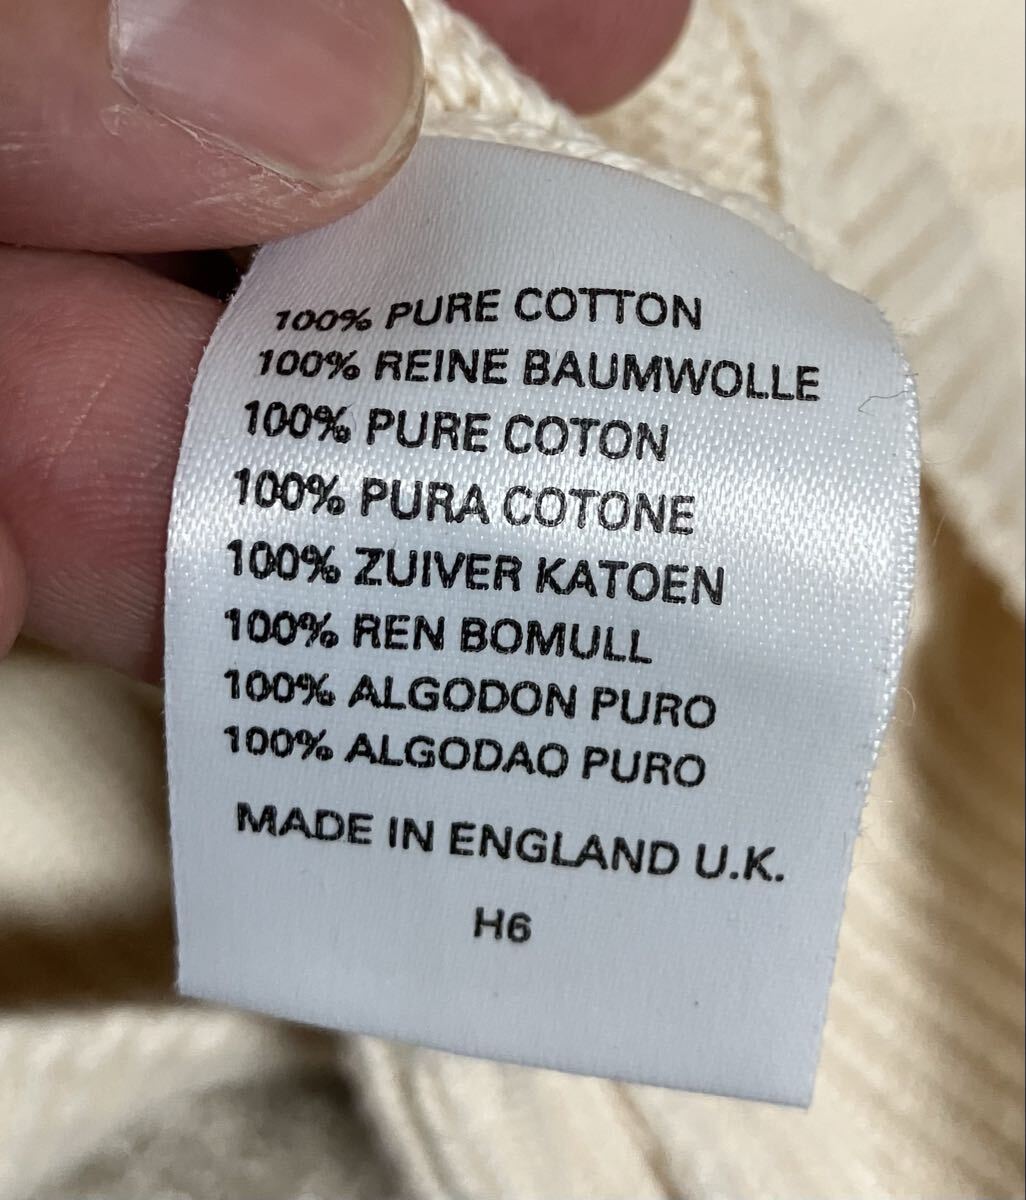 100% PURE COTTON
100% REINE BAUMWOLLE
100% PURE COTON
100% PURA COTONE
100% ZUIVER KATOEN
100% REN BOMULL
100% ALGODON PURO
100% ALGODAO PURO
MADE IN ENGLAND U.K.
H6